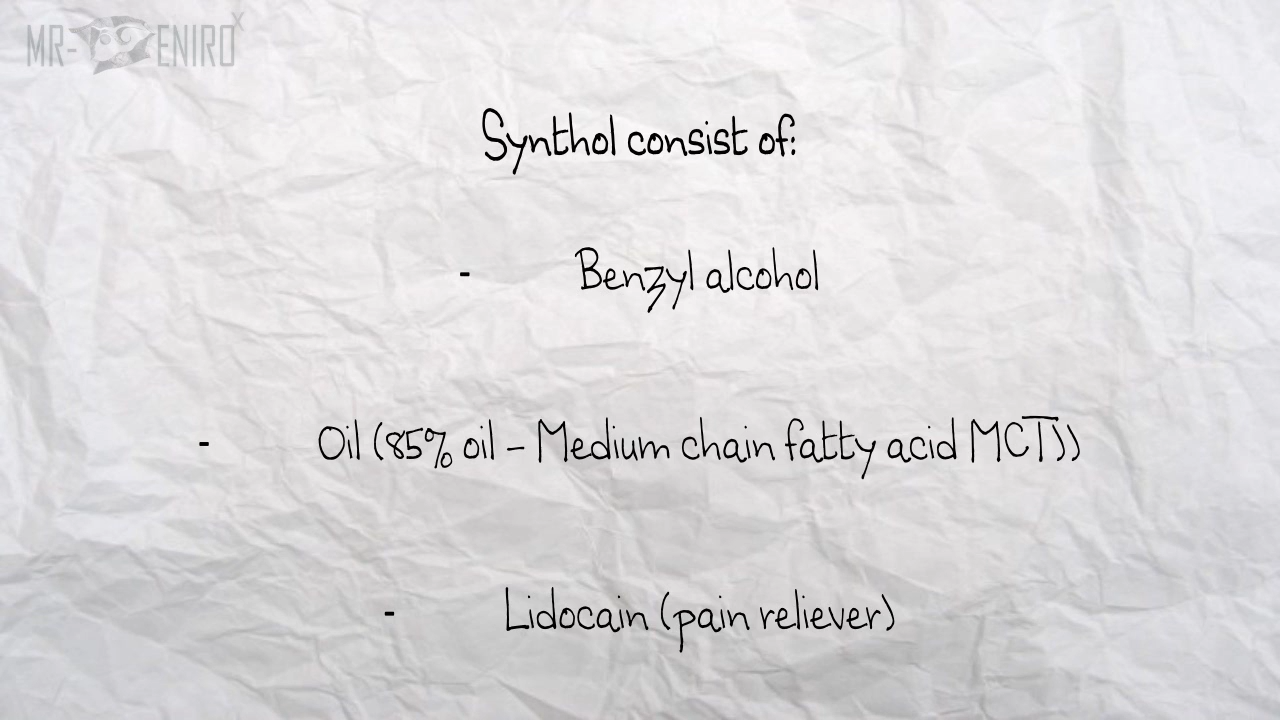 MR- ENIRO X
Synthol consist of:
- Benzyl alcohol
- Oil (85% oil - Medium chain fatty acid MCT))
- Lidocain (pain reliever)